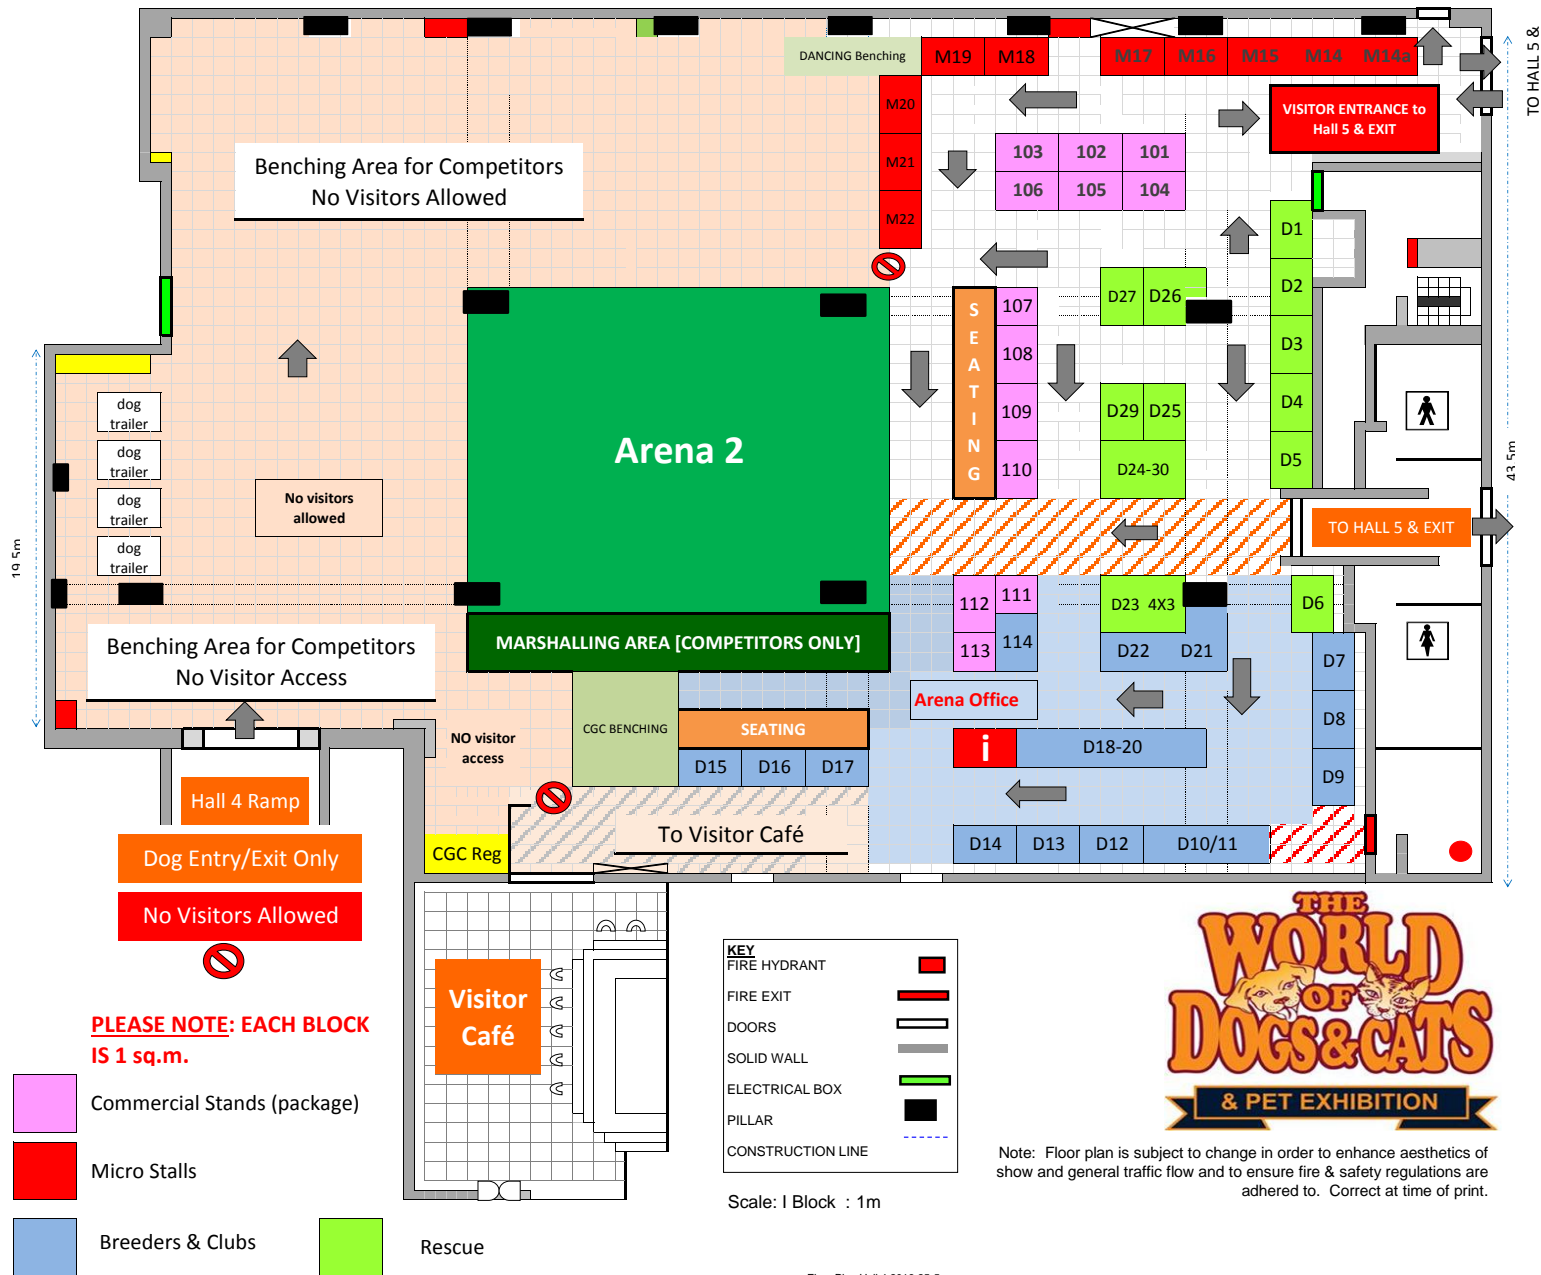 TO HALL 5 &
DANCING Benching
M19
M18
M17
M16
M15
M14
M14a
M20
M21
M22
VISITOR ENTRANCE to
Hall 5 & EXIT
103
102
101
106
105
104
Benching Area for Competitors
No Visitors Allowed
D1
D2
D3
D4
D5
D27
D26
S
E
A
T
I
N
G
107
108
109
110
D29
D25
D24-30
dog
trailer
dog
trailer
dog
trailer
dog
trailer
No visitors
allowed
Arena 2
19.5m
43.5m
TO HALL 5 & EXIT
112
111
113
114
D23 4X3
D22
D21
D6
D7
D8
D9
MARSHALLING AREA [COMPETITORS ONLY]
Benching Area for Competitors
No Visitor Access
Arena Office
CGC BENCHING
SEATING
NO visitor
access
D15
D16
D17
i
D18-20
Hall 4 Ramp
To Visitor Café
D14
D13
D12
D10/11
CGC Reg
Dog Entry/Exit Only
No Visitors Allowed
Visitor
Café
KEY
FIRE HYDRANT
FIRE EXIT
DOORS
SOLID WALL
ELECTRICAL BOX
PILLAR
CONSTRUCTION LINE
Scale: I Block : 1m
THE
WORLD
OF
DOGS&CATS
& PET EXHIBITION
Note: Floor plan is subject to change in order to enhance aesthetics of
show and general traffic flow and to ensure fire & safety regulations are
adhered to. Correct at time of print.
PLEASE NOTE: EACH BLOCK
IS 1 sq.m.
Commercial Stands (package)
Micro Stalls
Breeders & Clubs
Rescue